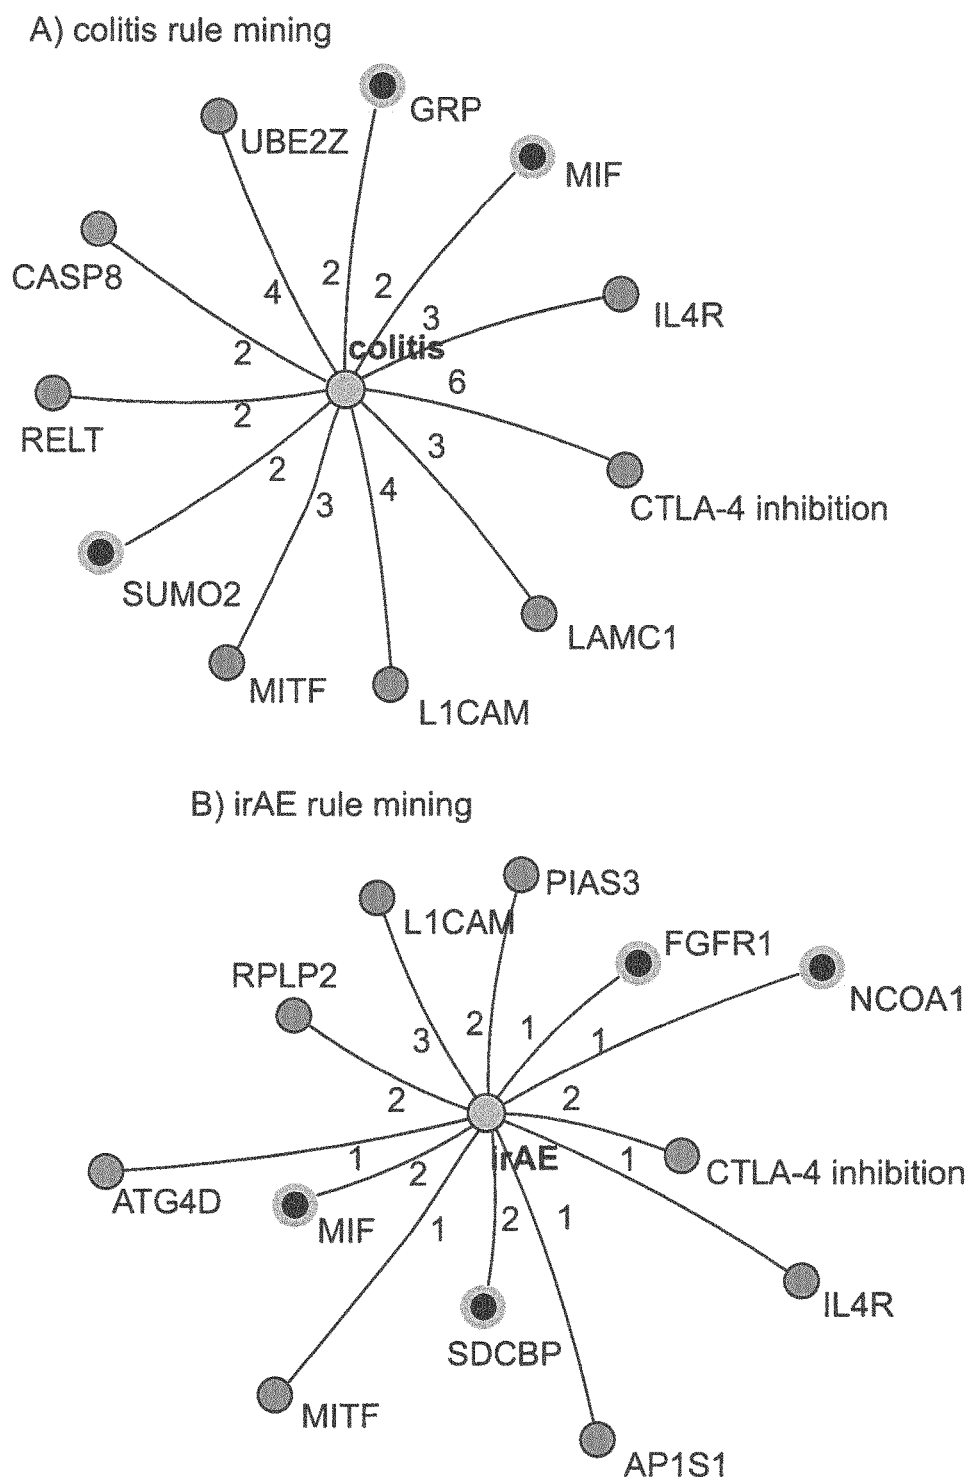 A) colitis rule mining
GRP
UBE2Z
MIF
CASP8
4
2
2
IL4R
3
colitis
2
6
RELT
2
3
2
4
3
CTLA-4 inhibition
SUMO2
LAMC1
MITF
L1CAM
B) irAE rule mining
PIAS3
L1CAM
FGFR1
RPLP2
NCOA1
3
2
1
1
2
2
1
2
irAE
1
CTLA-4 inhibition
ATG4D
MIF
1
2
1
IL4R
SDCBP
MITF
AP1S1